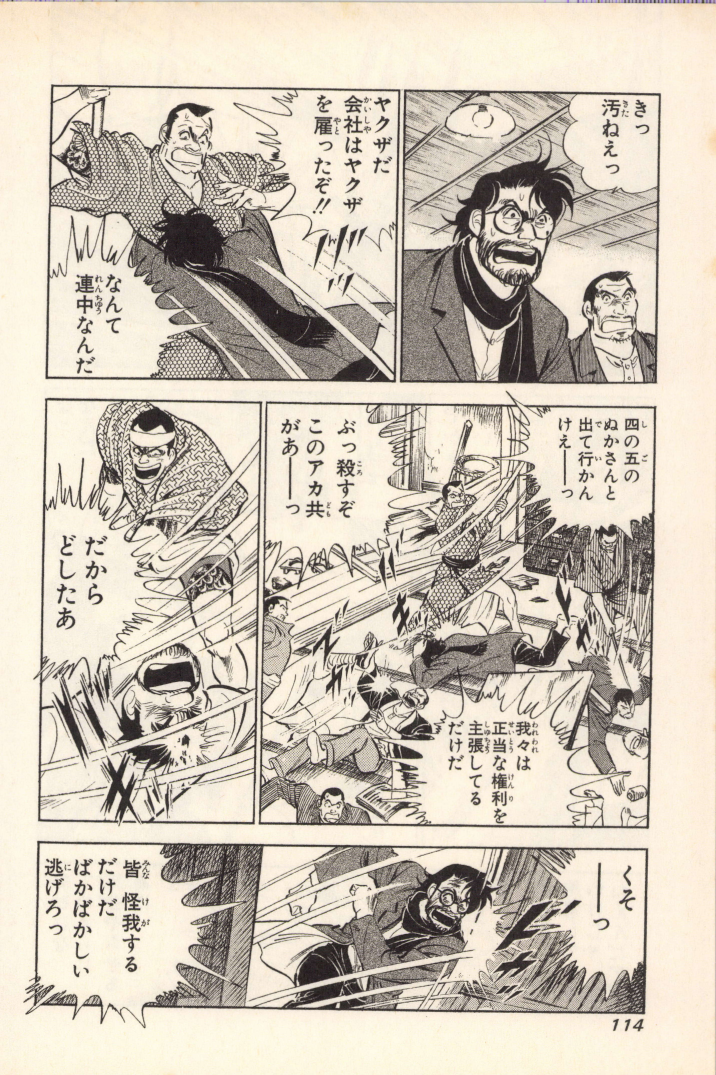 きっ
汚ねえっ
ヤクザだ
会社はヤクザ
を雇ったぞ!!
なんて
連中なんだ
四の五の
ぬかさんと
出て行かん
けえーっ
ぶっ殺すぞ
このアカ共
があーっ
我々は
正当な権利を
主張してる
だけだ
だから
どしたあ
くそ
ーっ
皆 怪我する
だけだ
ばかばかしい
逃げろっ
114